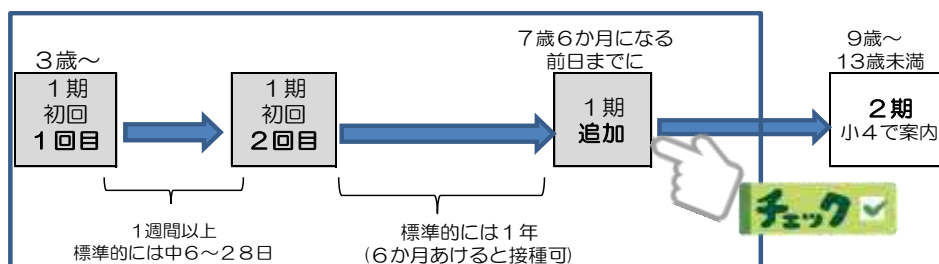 3歳～
1期
初回
1回目
1期
初回
2回目
7歳6か月になる
前日までに
1期
追加
9歳～
13歳未満
2期
小4で案内
1週間以上
標準的には中6～28日
標準的には1年
(6か月あけると接種可)
チェック